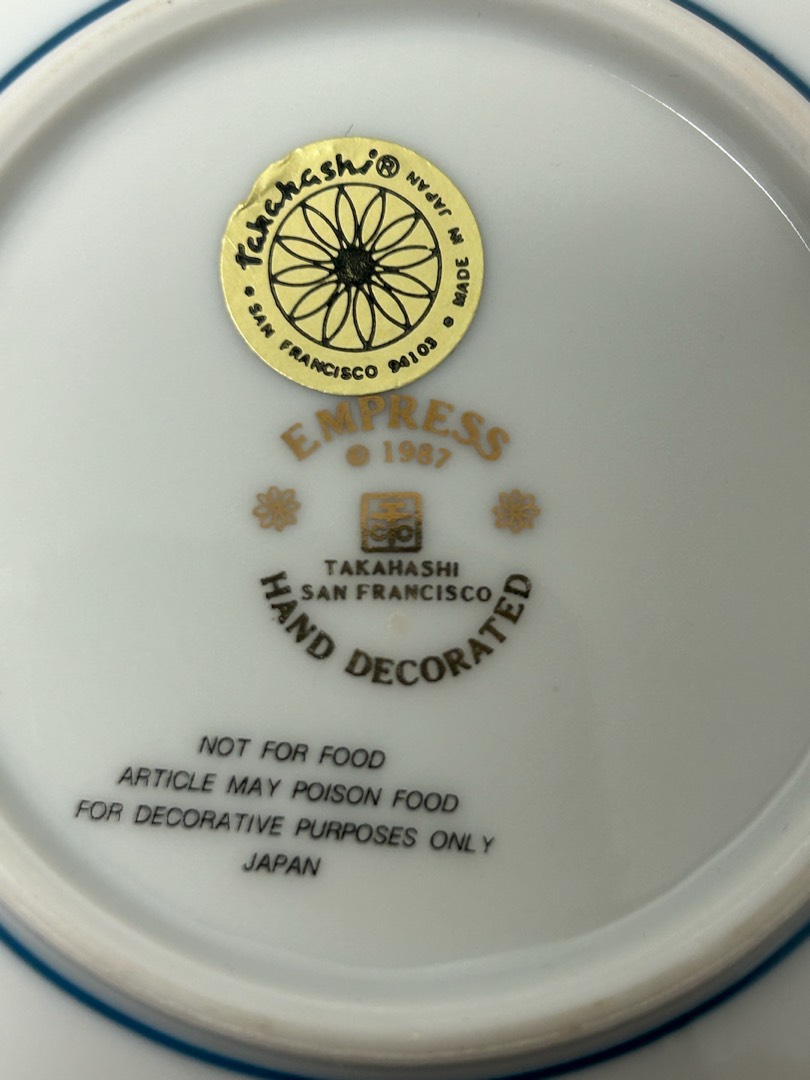 Takahashi®
MADE IN JAPAN
SAN FRANCISCO 94103
EMPRESS
© 1987
TAKAHASHI
SAN FRANCISCO
HAND DECORATED
NOT FOR FOOD
ARTICLE MAY POISON FOOD
FOR DECORATIVE PURPOSES ONLY
JAPAN